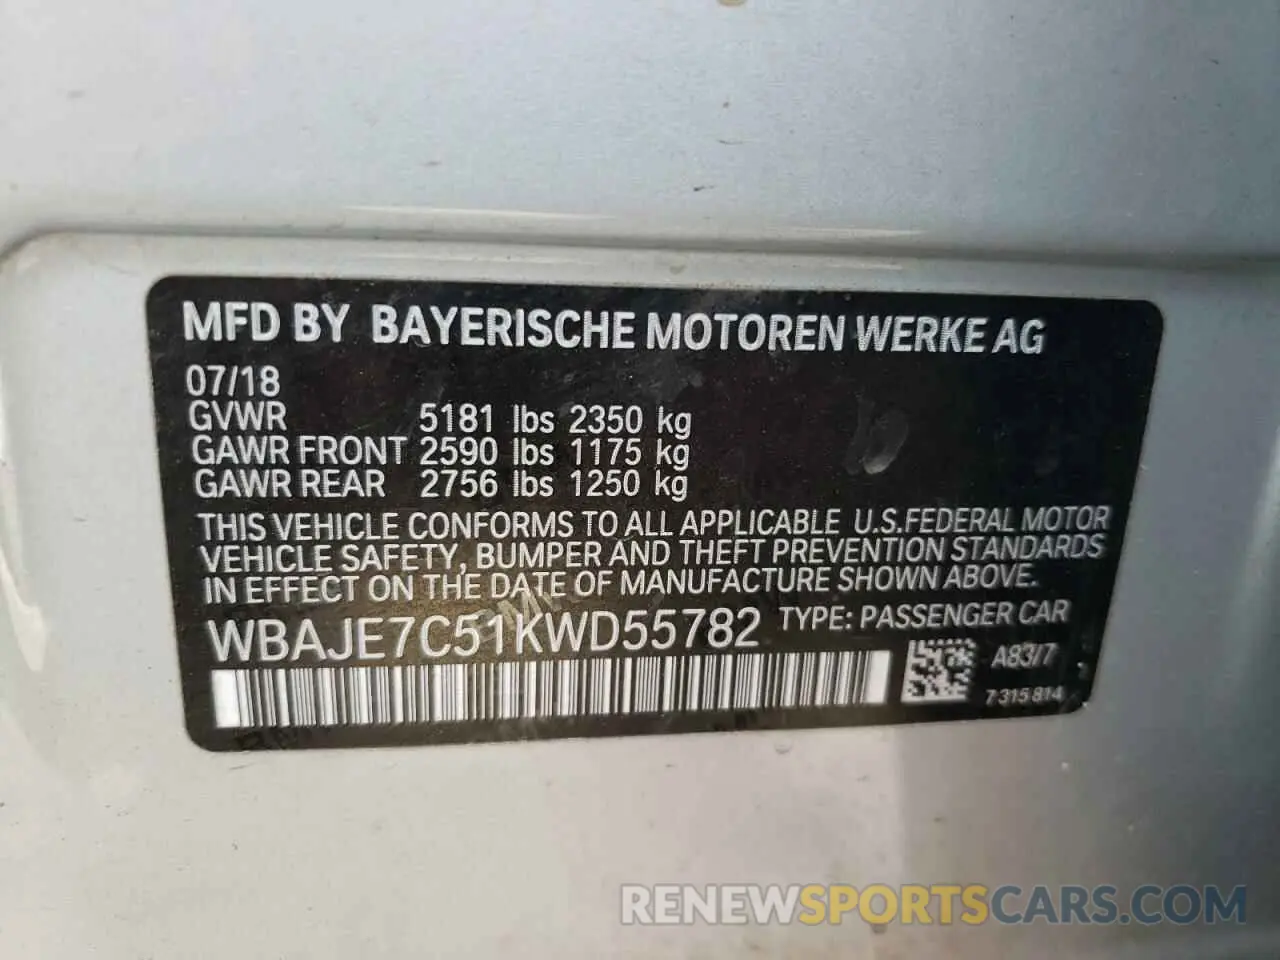 MFD BY BAYERISCHE MOTOREN WERKE AG
07/18
GVWR 5181 lbs 2350 kg
GAWR FRONT 2590 lbs 1175 kg
GAWR REAR 2756 lbs 1250 kg
THIS VEHICLE CONFORMS TO ALL APPLICABLE U.S.FEDERAL MOTOR
VEHICLE SAFETY, BUMPER AND THEFT PREVENTION STANDARDS
IN EFFECT ON THE DATE OF MANUFACTURE SHOWN ABOVE.
WBAJE7C51KWD55782 TYPE: PASSENGER CAR
A83/7
7315814
RENEWSPORTSCARS.COM